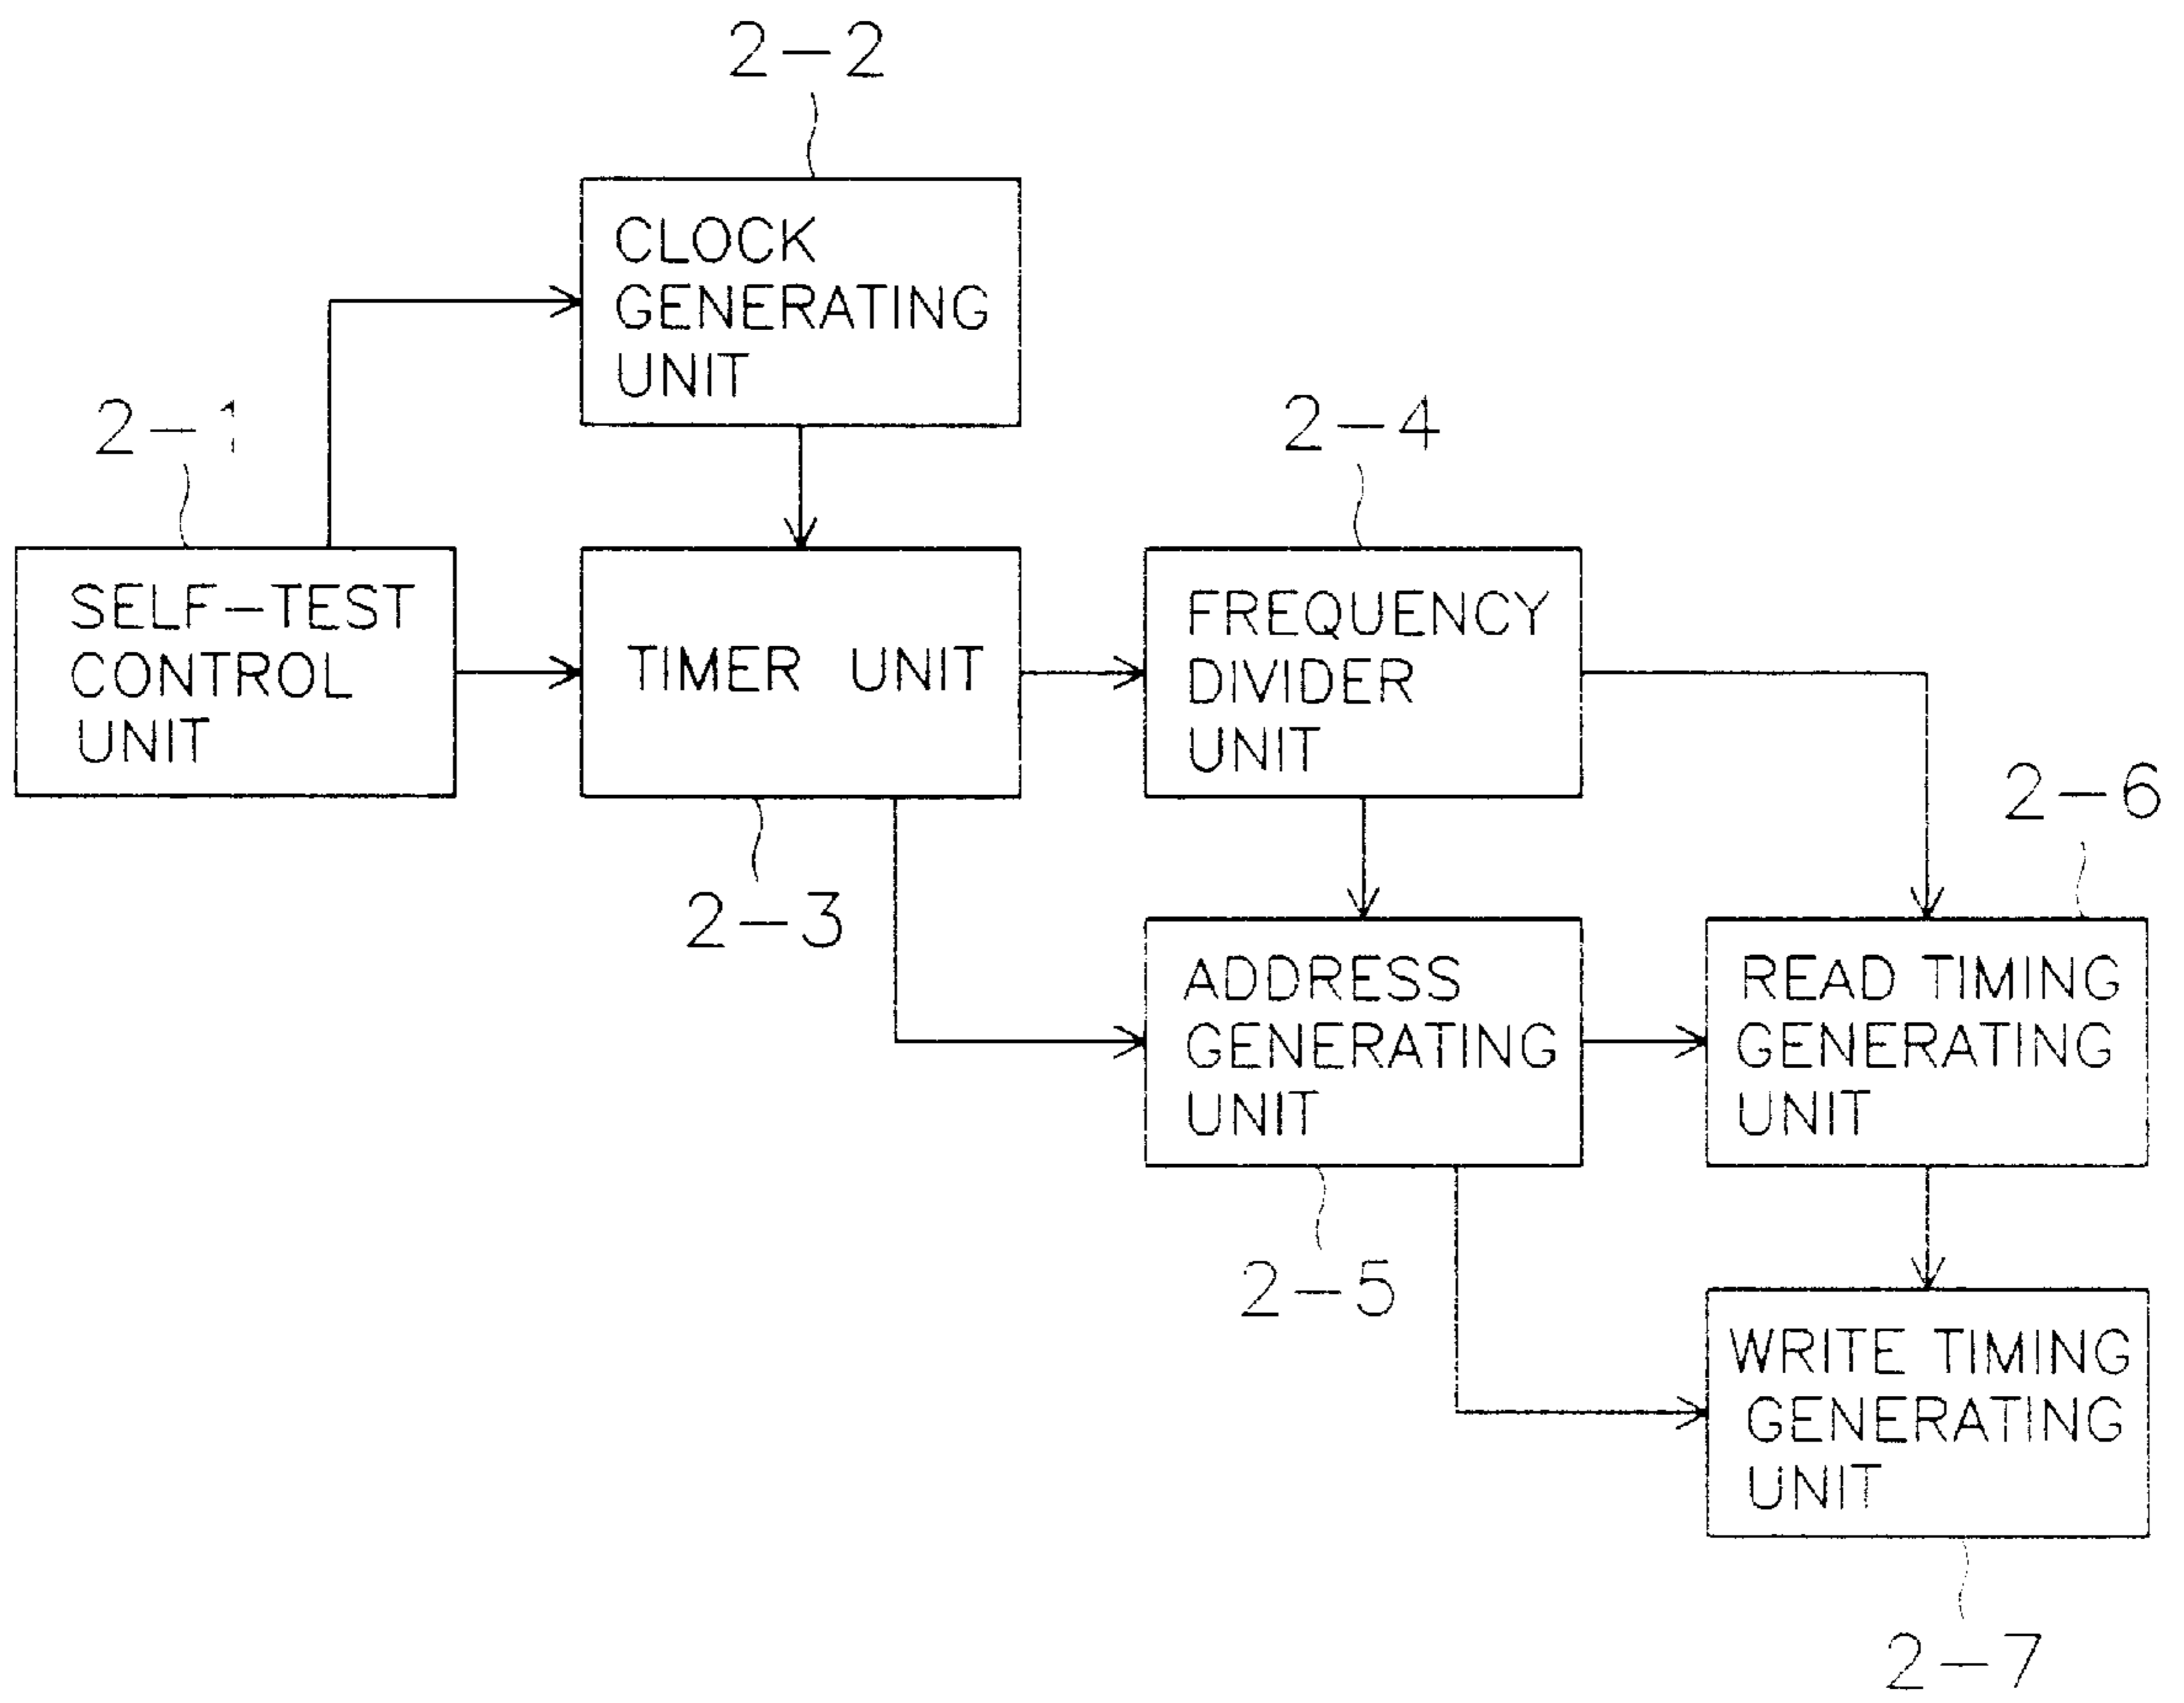 2-2
CLOCK
GENERATING
UNIT
2-1
SELF-TEST
CONTROL
UNIT
TIMER UNIT
2-3
2-4
FREQUENCY
DIVIDER
UNIT
ADDRESS
GENERATING
UNIT
2-5
2-6
READ TIMING
GENERATING
UNIT
WRITE TIMING
GENERATING
UNIT
2-7